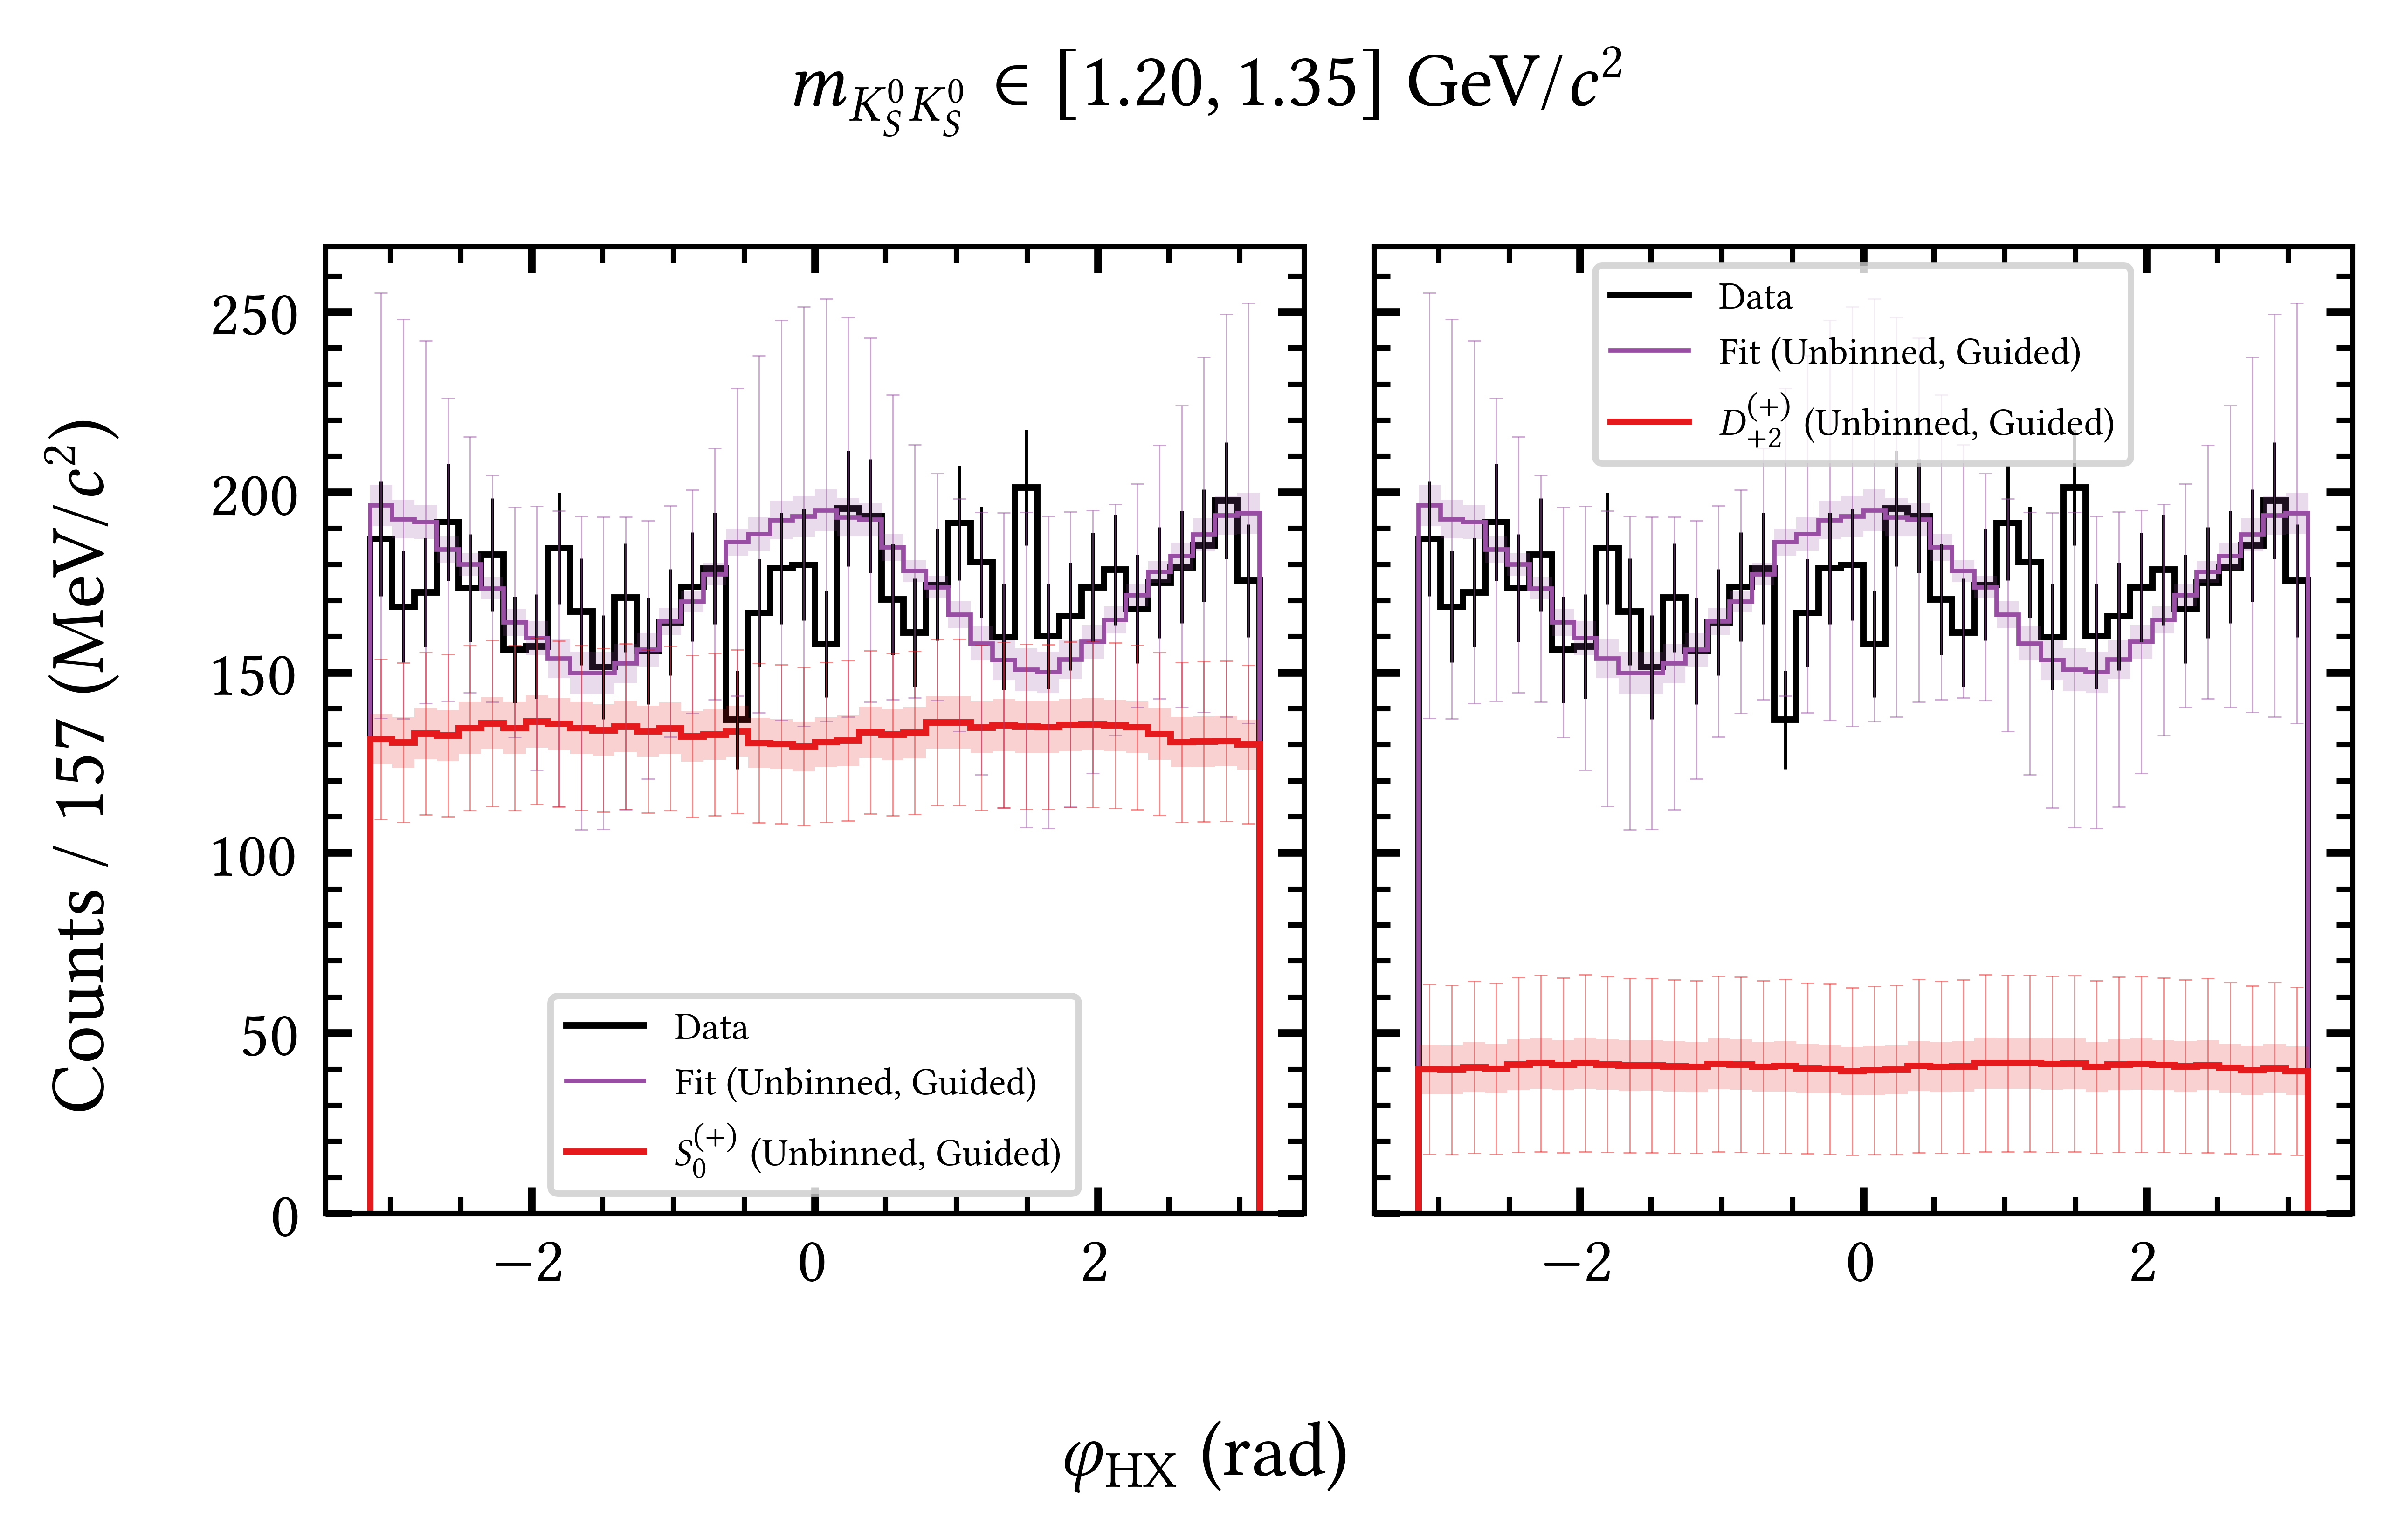 m_{K_S^0 K_S^0} ∈ [1.20, 1.35] GeV/c²
Counts / 157 (MeV/c²)
250
200
150
100
50
0
Data
Fit (Unbinned, Guided)
S_0^{(+)} (Unbinned, Guided)
−2
0
2
Data
Fit (Unbinned, Guided)
D_{+2}^{(+)} (Unbinned, Guided)
−2
0
2
φ_{HX} (rad)